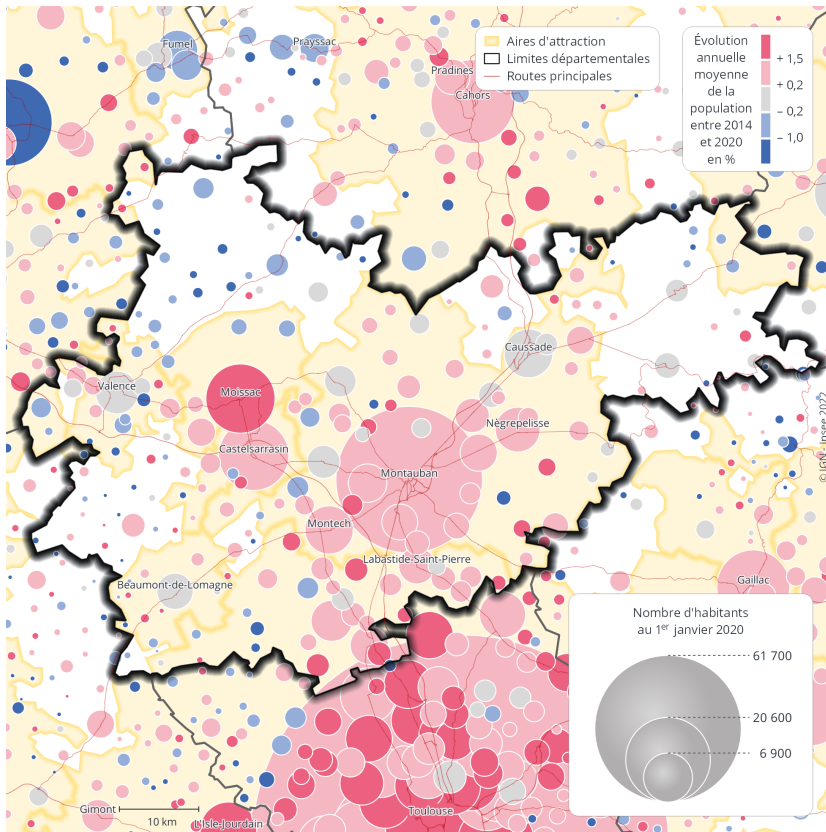 Fumel
Prayssac
Pradines
Cahors
Aires d'attraction
Limites départementales
Routes principales
Évolution
annuelle
moyenne
de la
population
entre 2014
et 2020
en %
+ 1,5
+ 0,2
– 0,2
– 1,0
Caussade
Valence
Moissac
Nègrepelisse
Castelsarrasin
Montauban
Montech
Labastide-Saint-Pierre
Beaumont-de-Lomagne
Gaillac
© IGN - Insee 2022
Nombre d'habitants
au 1er janvier 2020
61 700
20 600
6 900
Gimont
10 km
L'Isle-Jourdain
Toulouse